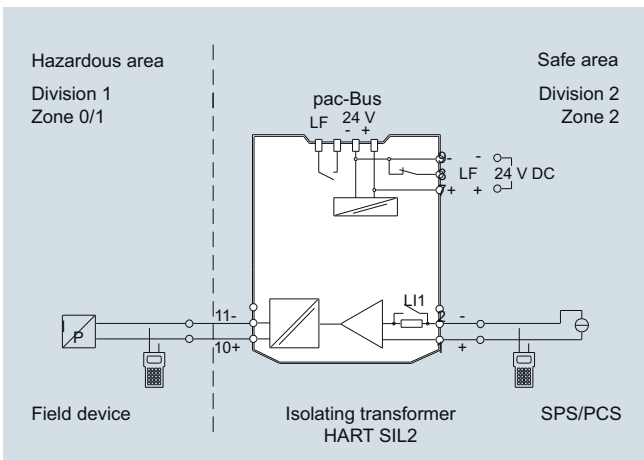 Hazardous area
Safe area
Division 1
Zone 0/1
Division 2
Zone 2
pac-Bus
LF 24 V
- +
9- -
8 LF 24 V DC
7+ +
LI1
11- 2 -
10+ 1 +
I
P
Field device
Isolating transformer
HART SIL2
SPS/PCS